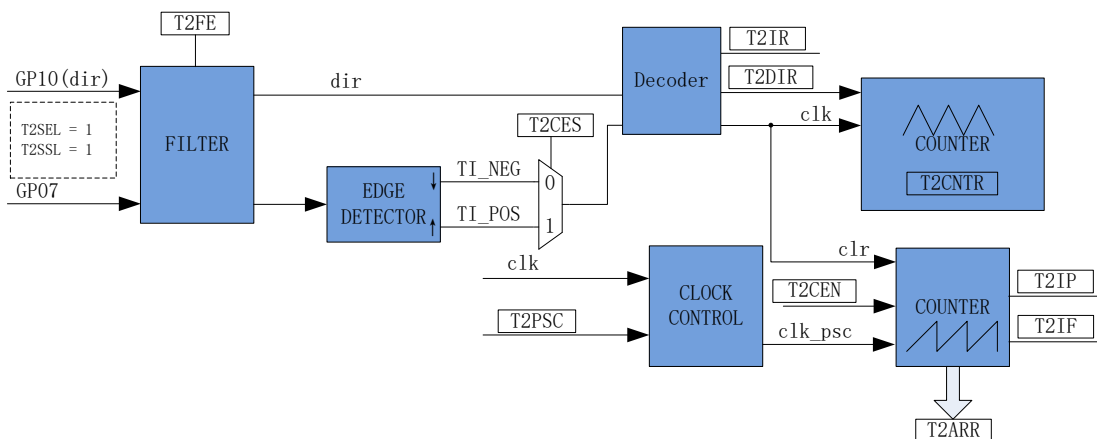 T2FE
GP10(dir)
T2SEL = 1
T2SSL = 1
GP07
FILTER
dir
T2CES
EDGE
DETECTOR
TI_NEG
TI_POS
0
1
Decoder
T2IR
T2DIR
clk
COUNTER
T2CNTR
clk
T2PSC
CLOCK
CONTROL
clr
T2CEN
clk_psc
COUNTER
T2IP
T2IF
T2ARR